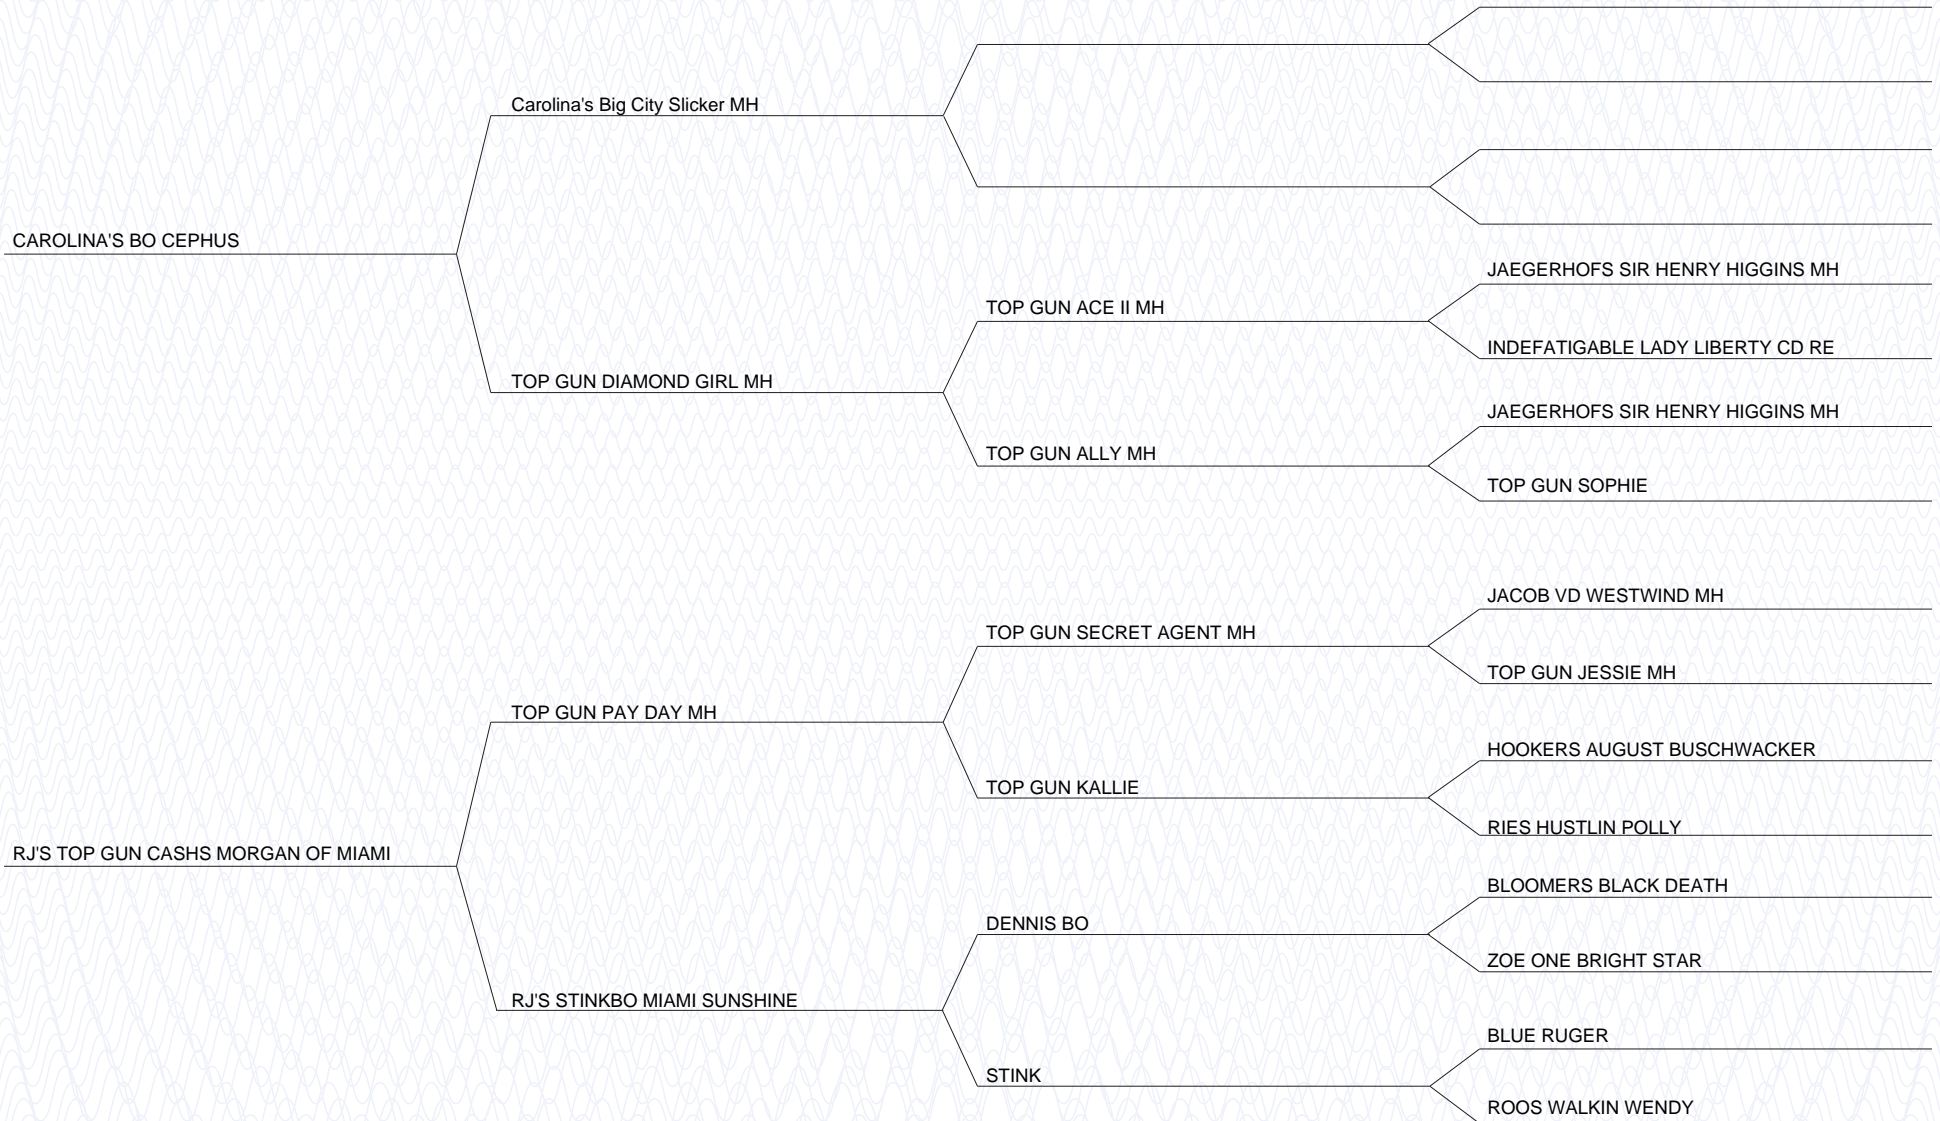 Carolina's Big City Slicker MH
CAROLINA'S BO CEPHUS
JAEGERHOFS SIR HENRY HIGGINS MH
TOP GUN ACE II MH
INDEFATIGABLE LADY LIBERTY CD RE
TOP GUN DIAMOND GIRL MH
JAEGERHOFS SIR HENRY HIGGINS MH
TOP GUN ALLY MH
TOP GUN SOPHIE
JACOB VD WESTWIND MH
TOP GUN SECRET AGENT MH
TOP GUN JESSIE MH
TOP GUN PAY DAY MH
HOOKERS AUGUST BUSCHWACKER
TOP GUN KALLIE
RIES HUSTLIN POLLY
RJ'S TOP GUN CASHS MORGAN OF MIAMI
BLOOMERS BLACK DEATH
DENNIS BO
ZOE ONE BRIGHT STAR
RJ'S STINKBO MIAMI SUNSHINE
BLUE RUGER
STINK
ROOS WALKIN WENDY